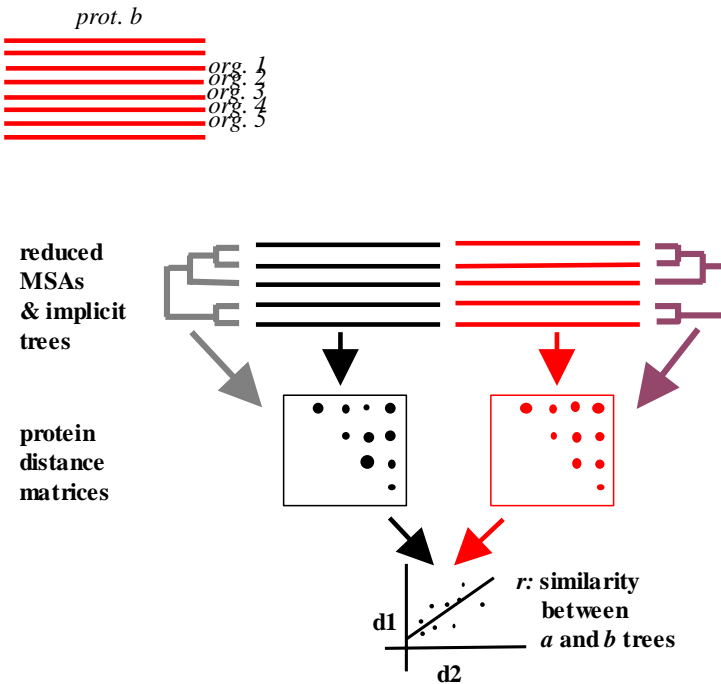 prot. b
org. 1
org. 2
org. 3
org. 4
org. 5
reduced
MSAs
& implicit
trees
protein
distance
matrices
r: similarity
between
a and b trees
d1
d2